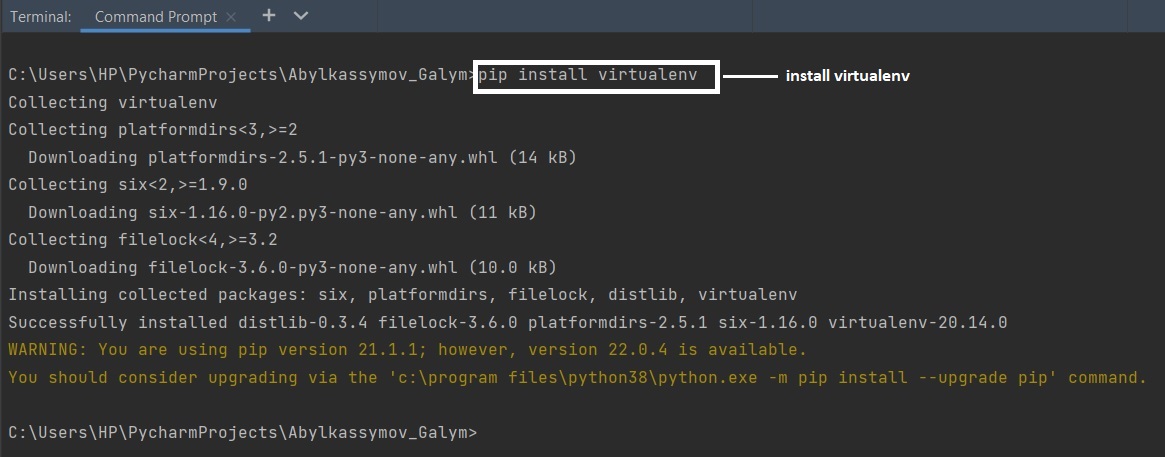 Terminal: Command Prompt
C:\Users\HP\PycharmProjects\Abylkassymov_Galym>pip install virtualenv install virtualenv
Collecting virtualenv
Collecting platformdirs<3,>=2
  Downloading platformdirs-2.5.1-py3-none-any.whl (14 kB)
Collecting six<2,>=1.9.0
  Downloading six-1.16.0-py2.py3-none-any.whl (11 kB)
Collecting filelock<4,>=3.2
  Downloading filelock-3.6.0-py3-none-any.whl (10.0 kB)
Installing collected packages: six, platformdirs, filelock, distlib, virtualenv
Successfully installed distlib-0.3.4 filelock-3.6.0 platformdirs-2.5.1 six-1.16.0 virtualenv-20.14.0
WARNING: You are using pip version 21.1.1; however, version 22.0.4 is available.
You should consider upgrading via the 'c:\program files\python38\python.exe -m pip install --upgrade pip' command.
C:\Users\HP\PycharmProjects\Abylkassymov_Galym>